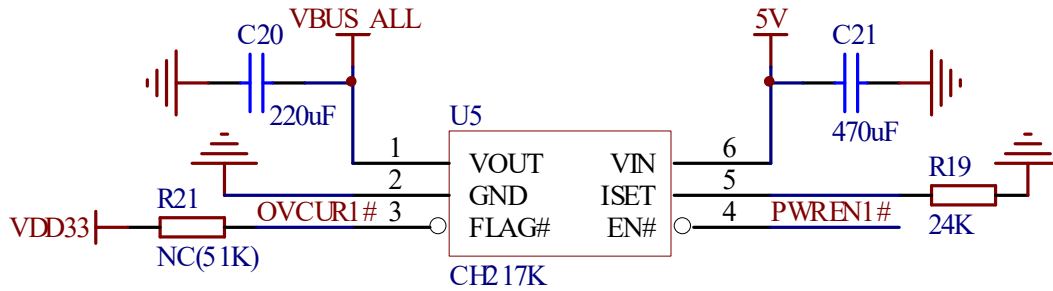 VBUS_ALL
5V
C20
C21
220uF
470uF
U5
1
VOUT
VIN
6
2
GND
ISET
5
R19
R21
OVCUR1#
3
FLAG#
EN#
4
PWREN1#
24K
VDD33
NC(51K)
CH217K